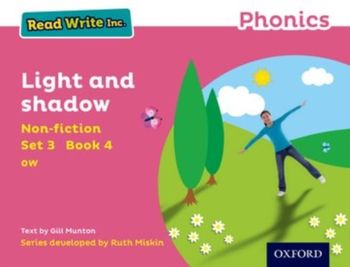 Read Write Inc.
Phonics
Light and
shadow
Non-fiction
Set 3 Book 4
ow
Text by Gill Munton
Series developed by Ruth Miskin
OXFORD